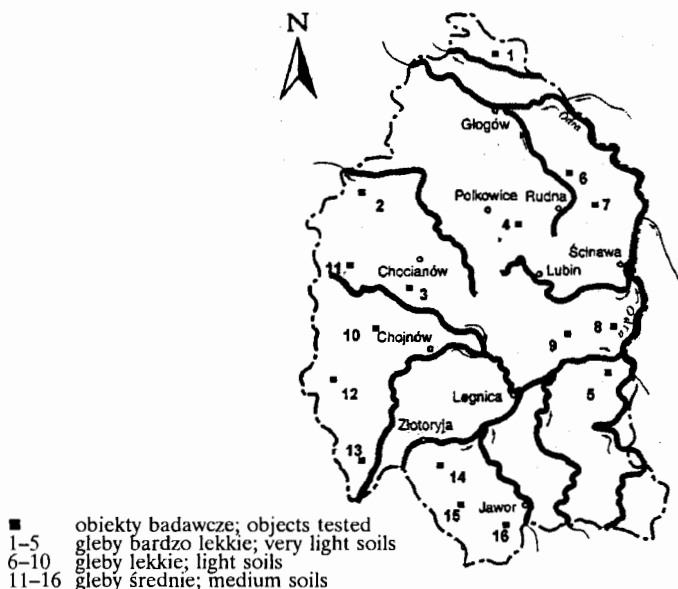 N
1
Głogów
Odra
6
2
Polkowice Rudna
7
4
Ścinawa
11
Chocianów
Lubin
3
Odra
8
10
Chojnów
9
12
5
Legnica
Złotoryja
13
14
15
Jawor
16
■ obiekty badawcze; objects tested
1–5 gleby bardzo lekkie; very light soils
6–10 gleby lekkie; light soils
11–16 gleby średnie; medium soils